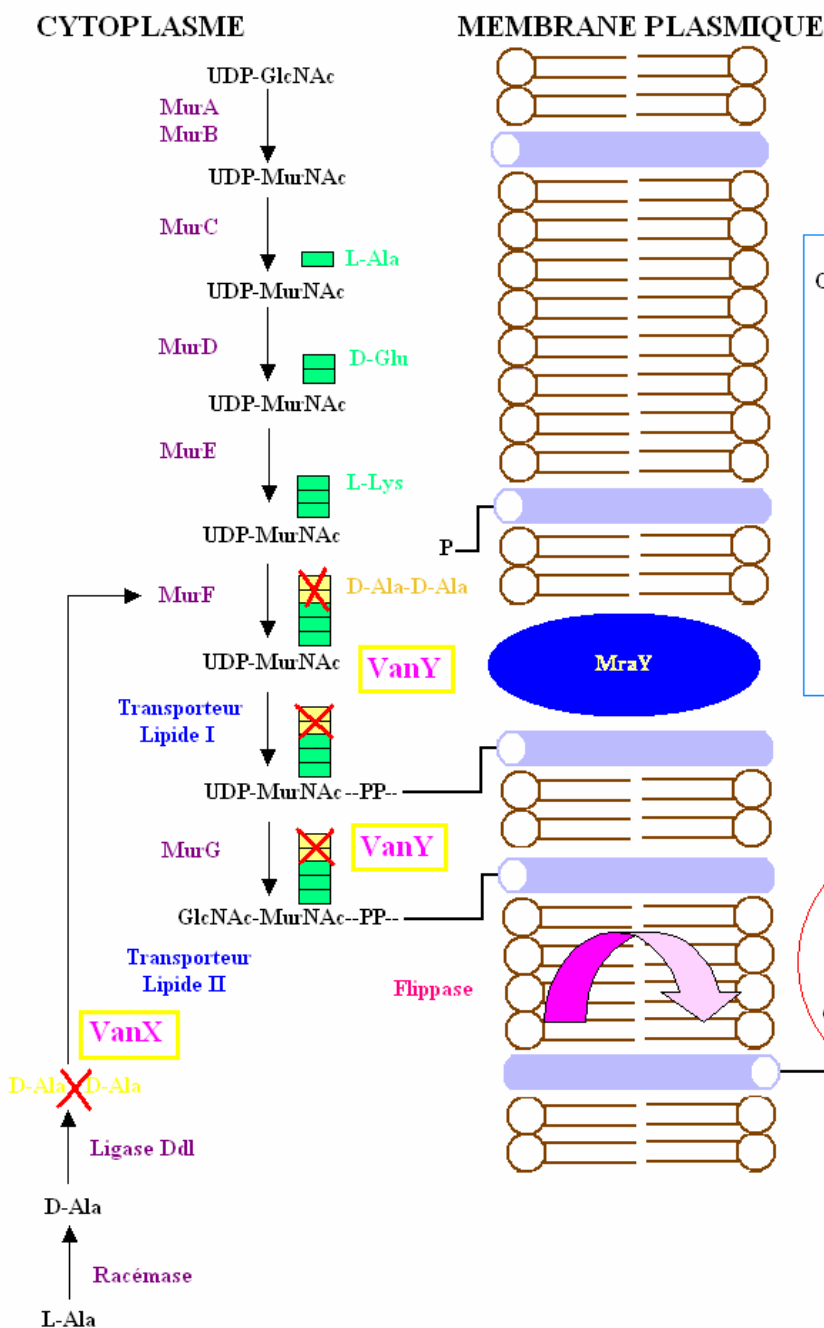 CYTOPLASME
MEMBRANE PLASMIQUE
UDP-GlcNAc
MurA
MurB
UDP-MurNAc
MurC
L-Ala
UDP-MurNAc
MurD
D-Glu
UDP-MurNAc
MurE
L-Lys
UDP-MurNAc
P
MurF
D-Ala-D-Ala
UDP-MurNAc
VanY
MraY
Transporteur
Lipide I
UDP-MurNAc--PP--
MurG
VanY
GlcNAc-MurNAc--PP--
Transporteur
Lipide II
Flippase
VanX
D-Ala D-Ala
Ligase Ddl
D-Ala
Racémase
L-Ala